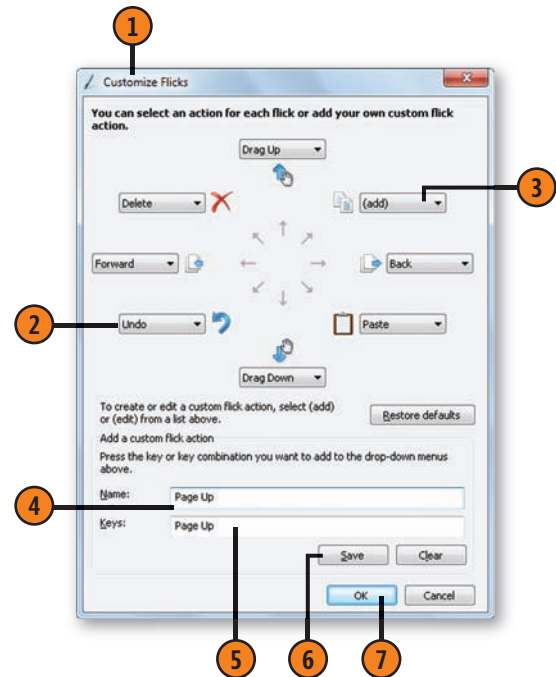 1
Customize Flicks
You can select an action for each flick or add your own custom flick
action.
Drag Up
Delete
(add)
3
Forward
Back
2
Undo
Paste
Drag Down
To create or edit a custom flick action, select (add)
or (edit) from a list above.
Restore defaults
Add a custom flick action
Press the key or key combination you want to add to the drop-down menus
above.
Name:
Page Up
4
Keys:
Page Up
Save
Clear
OK
Cancel
5
6
7